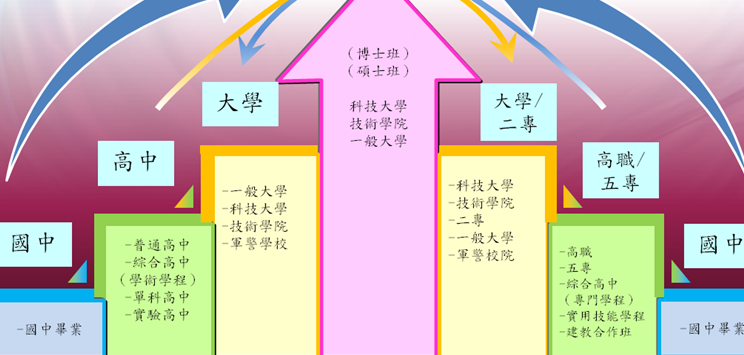 （博士班）
（碩士班）
科技大學
技術學院
一般大學
大學
-一般大學
-科技大學
-技術學院
-軍警學校
高中
-普通高中
-綜合高中
（學術學程）
-單科高中
-實驗高中
國中
-國中畢業
大學/
二專
-科技大學
-技術學院
-二專
-一般大學
-軍警校院
高職/
五專
-高職
-五專
-綜合高中
（專門學程）
-實用技能學程
-建教合作班
國中
-國中畢業